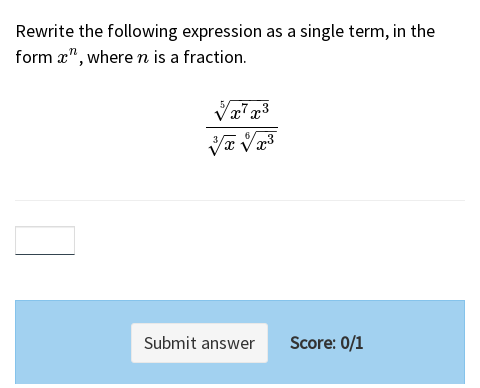 Rewrite the following expression as a single term, in the
form $x^n$, where $n$ is a fraction.
$\frac{\sqrt[5]{x^7 x^3}}{\sqrt[3]{x} \sqrt[6]{x^3}}$
Submit answer Score: 0/1